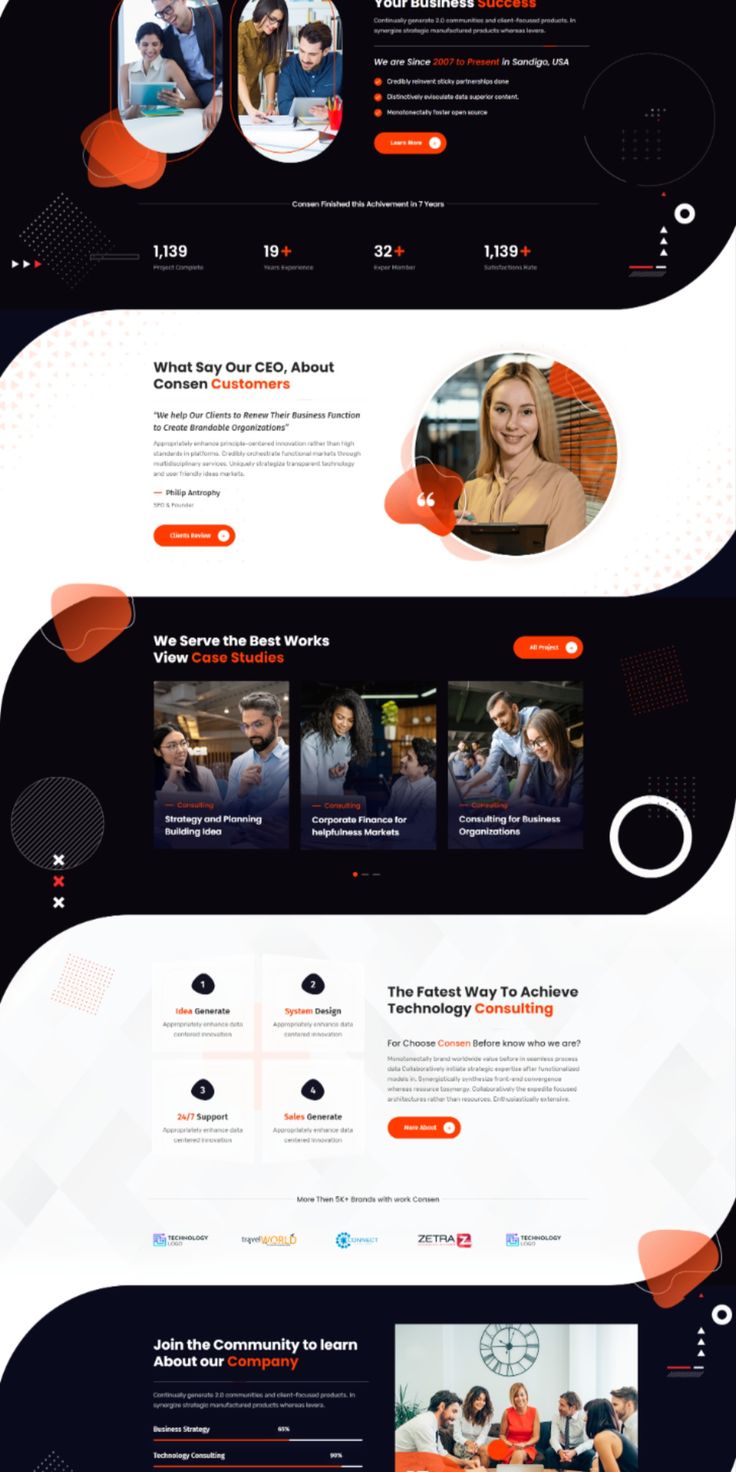 Your Business Success
Continually generate 2.0 communities and client-focused products. In
synergize strategic manufactured products whereas levera.
We are Since 2007 to Present in Sandigo, USA
Credibly reinvent sticky partnerships done
Distinctively evisculate data superior content.
Monotonectally foster open source
Learn More
Consen Finished this Achivement in 7 Years
1,139
Project Complete
19+
Years Experience
32+
Exper Member
1,139+
Satisfactions Rate
What Say Our CEO, About
Consen Customers
"We help Our Clients to Renew Their Business Function
to Create Brandable Organizations"
Appropriately enhance principle-centered innovation rather than high
standards in platforms. Credibly orchestrate functional markets through
multidisciplinary services. Uniquely strategize transparent technology
and user friendly ideas markets.
Philip Antrophy
& Founder
Clients Review
We Serve the Best Works
View Case Studies
All Project
Consulting
Strategy and Planning
Building Idea
Consulting
Corporate Finance for
helpfulness Markets
Consulting
Consulting for Business
Organizations
1
Idea Generate
Appropriately enhance data
centered innovation
2
System Design
Appropriately enhance data
centered innovation
3
24/7 Support
Appropriately enhance data
centered innovation
4
Sales Generate
Appropriately enhance data
centered innovation
The Fatest Way To Achieve
Technology Consulting
For Choose Consen Before know who we are?
Monotonectally brand worldwide value before in seamless process
data Collaboratively initiate strategic expertise after functionalized
models in. Synergistically synthesize front-end convergence
whereas resource taxynergy. Collaboratively the expedite focused
architectures rather than resources. Enthusiastically extensive.
More About
More Then 5K+ Brands with work Consen
TECHNOLOGY
LOGO
travel WORLD
CONNECT
ZETRA Z
TECHNOLOGY
LOGO
Join the Community to learn
About our Company
Continually generate 2.0 communities and client-focused products. In
synergize strategic manufactured products whereas levera.
Business Strategy 65%
Technology Consulting 90%